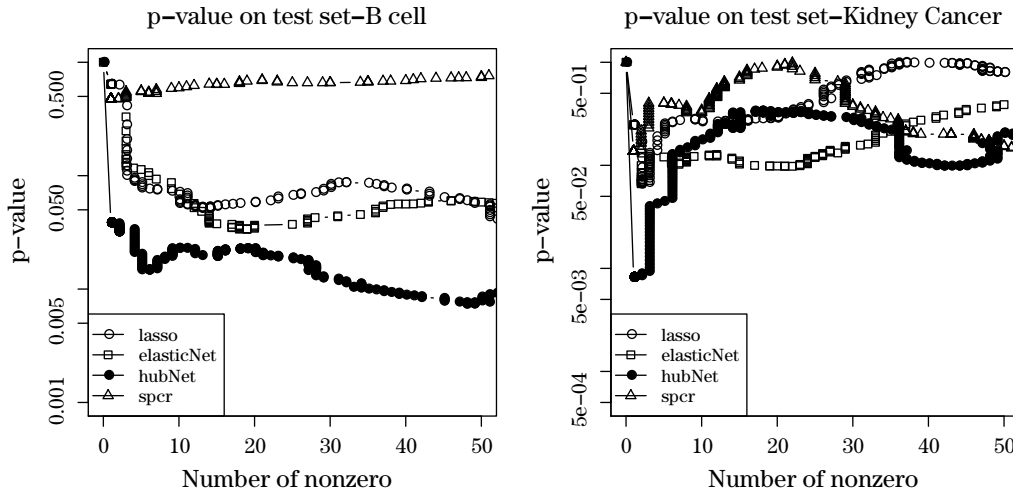 p−value on test set−B cell
p−value
0.500
0.050
0.005
0.001
lasso
elasticNet
hubNet
spcr
0 10 20 30 40 50
Number of nonzero
p−value on test set−Kidney Cancer
p−value
5e−01
5e−02
5e−03
5e−04
lasso
elasticNet
hubNet
spcr
0 10 20 30 40 50
Number of nonzero